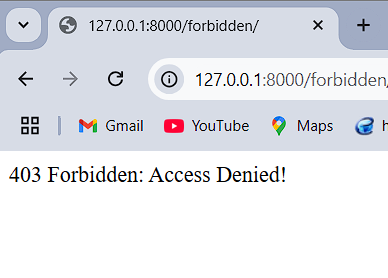 127.0.0.1:8000/forbidden/
127.0.0.1:8000/forbidden/
Gmail YouTube Maps
403 Forbidden: Access Denied!